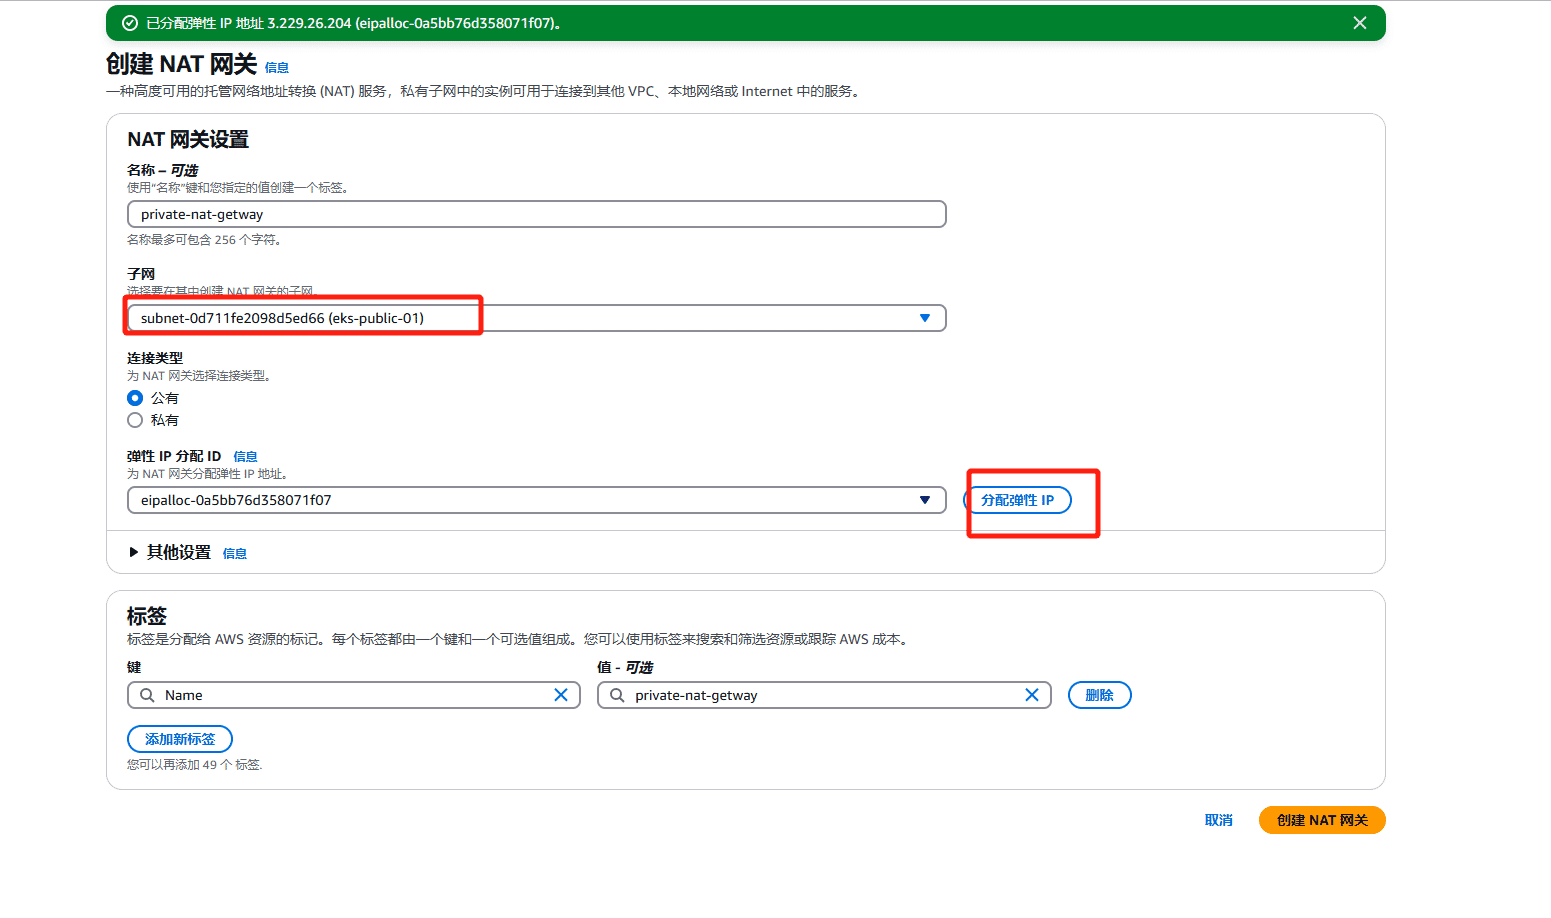 已分配弹性 IP 地址 3.229.26.204 (eipalloc-0a5bb76d358071f07)。
创建 NAT 网关 信息
一种高度可用的托管网络地址转换 (NAT) 服务，私有子网中的实例可用于连接到其他 VPC、本地网络或 Internet 中的服务。
NAT 网关设置
名称 – 可选
使用“名称”键和您指定的值创建一个标签。
private-nat-getway
名称最多可包含 256 个字符。
子网
选择要在其中创建 NAT 网关的子网。
subnet-0d711fe2098d5ed66 (eks-public-01)
连接类型
为 NAT 网关选择连接类型。
公有
私有
弹性 IP 分配 ID 信息
为 NAT 网关分配弹性 IP 地址。
eipalloc-0a5bb76d358071f07 分配弹性 IP
其他设置 信息
标签
标签是分配给 AWS 资源的标记。每个标签都由一个键和一个可选值组成。您可以使用标签来搜索和筛选资源或跟踪 AWS 成本。
键 值 - 可选
Name private-nat-getway 删除
添加新标签
您可以再添加 49 个 标签.
取消 创建 NAT 网关